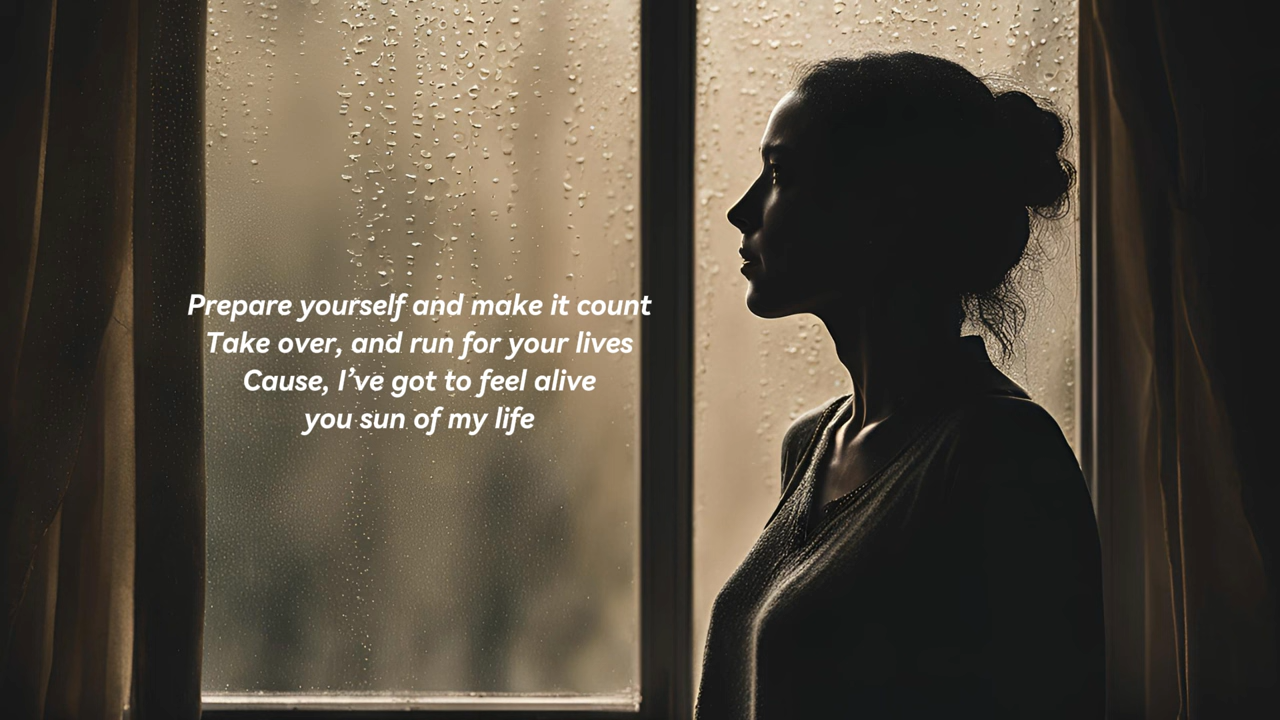 Prepare yourself and make it count
Take over, and run for your lives
Cause, I’ve got to feel alive
you sun of my life